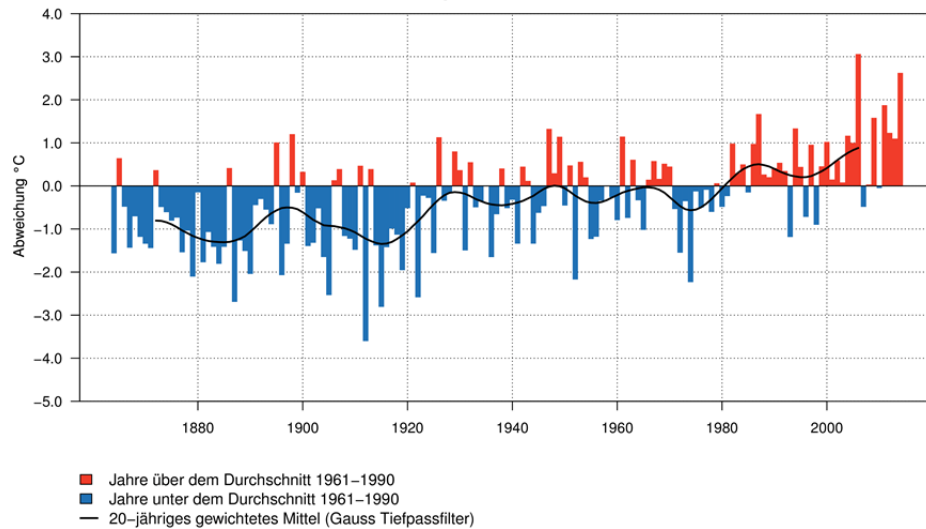 4.0
3.0
2.0
1.0
0.0
−1.0
−2.0
−3.0
−4.0
−5.0
Abweichung °C
1880 1900 1920 1940 1960 1980 2000
Jahre über dem Durchschnitt 1961−1990
Jahre unter dem Durchschnitt 1961−1990
20−jähriges gewichtetes Mittel (Gauss Tiefpassfilter)